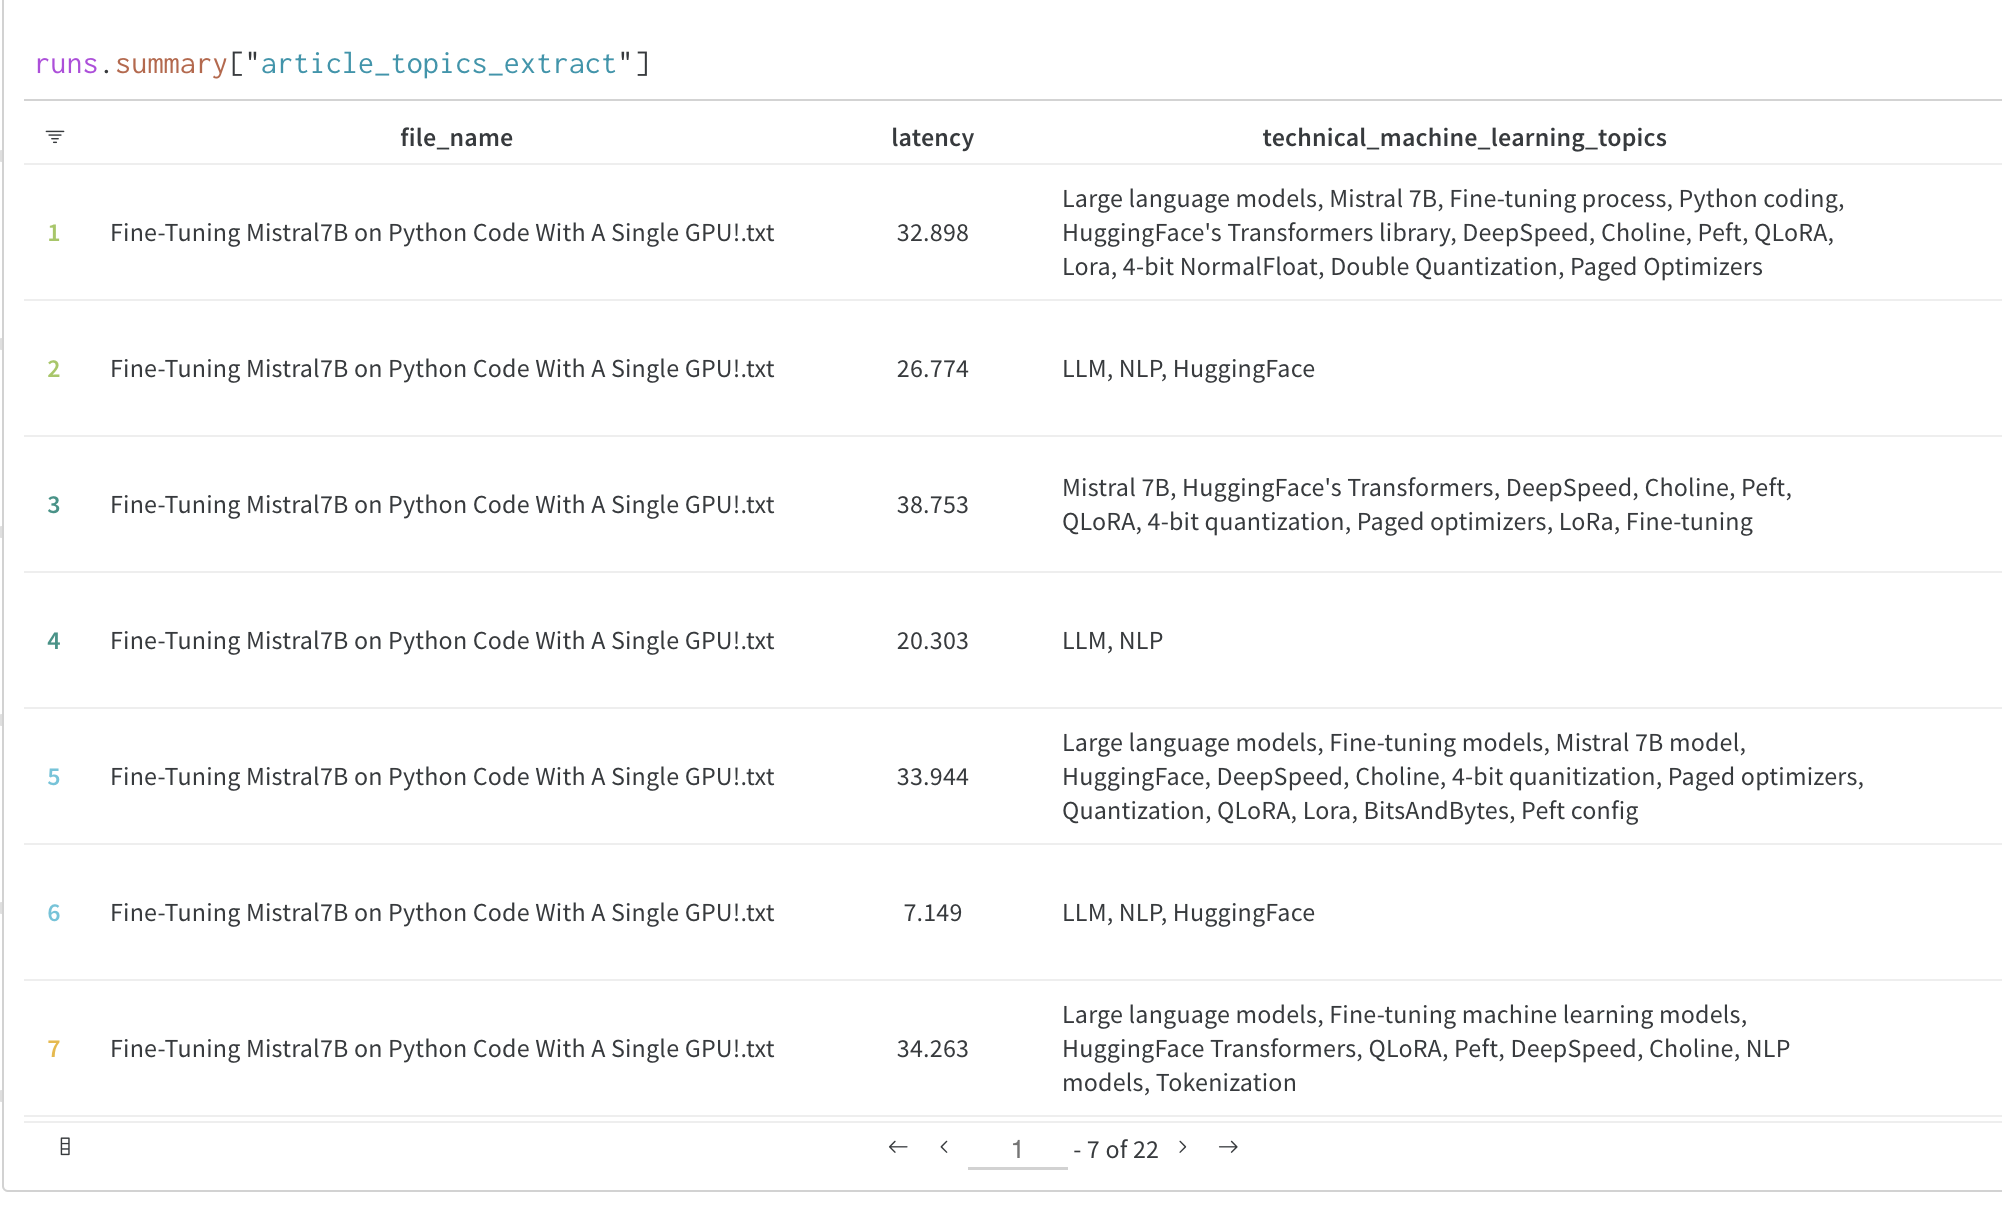 runs.summary["article_topics_extract"]
file_name latency technical_machine_learning_topics
1 Fine-Tuning Mistral7B on Python Code With A Single GPU!.txt 32.898 Large language models, Mistral 7B, Fine-tuning process, Python coding,
HuggingFace's Transformers library, DeepSpeed, Choline, Peft, QLoRA,
Lora, 4-bit NormalFloat, Double Quantization, Paged Optimizers
2 Fine-Tuning Mistral7B on Python Code With A Single GPU!.txt 26.774 LLM, NLP, HuggingFace
3 Fine-Tuning Mistral7B on Python Code With A Single GPU!.txt 38.753 Mistral 7B, HuggingFace's Transformers, DeepSpeed, Choline, Peft,
QLoRA, 4-bit quantization, Paged optimizers, LoRa, Fine-tuning
4 Fine-Tuning Mistral7B on Python Code With A Single GPU!.txt 20.303 LLM, NLP
5 Fine-Tuning Mistral7B on Python Code With A Single GPU!.txt 33.944 Large language models, Fine-tuning models, Mistral 7B model,
HuggingFace, DeepSpeed, Choline, 4-bit quanitization, Paged optimizers,
Quantization, QLoRA, Lora, BitsAndBytes, Peft config
6 Fine-Tuning Mistral7B on Python Code With A Single GPU!.txt 7.149 LLM, NLP, HuggingFace
7 Fine-Tuning Mistral7B on Python Code With A Single GPU!.txt 34.263 Large language models, Fine-tuning machine learning models,
HuggingFace Transformers, QLoRA, Peft, DeepSpeed, Choline, NLP
models, Tokenization
1 - 7 of 22